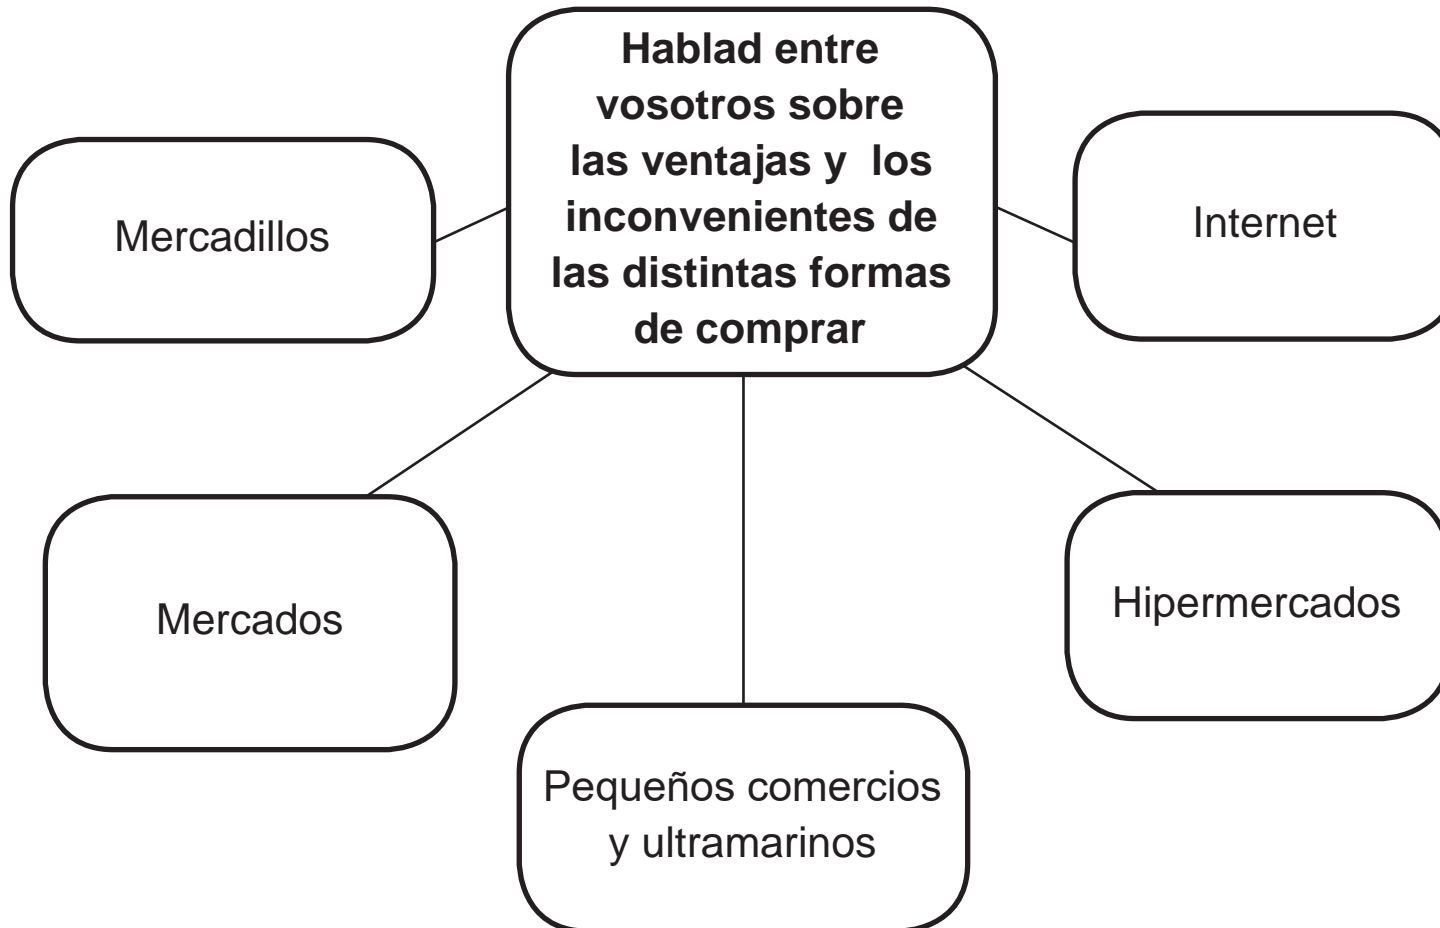 Hablad entre
vosotros sobre
las ventajas y  los
inconvenientes de
las distintas formas
de comprar
Mercadillos
Internet
Mercados
Hipermercados
Pequeños comercios
y ultramarinos